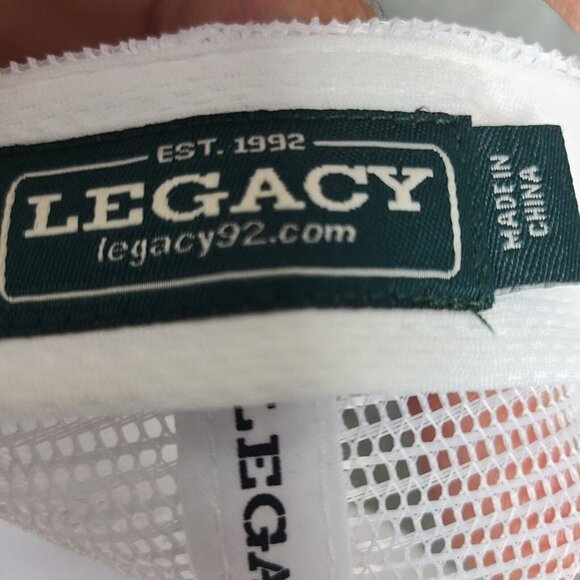 EST. 1992
LEGACY
legacy92.com
MADE IN
CHINA
LEGA